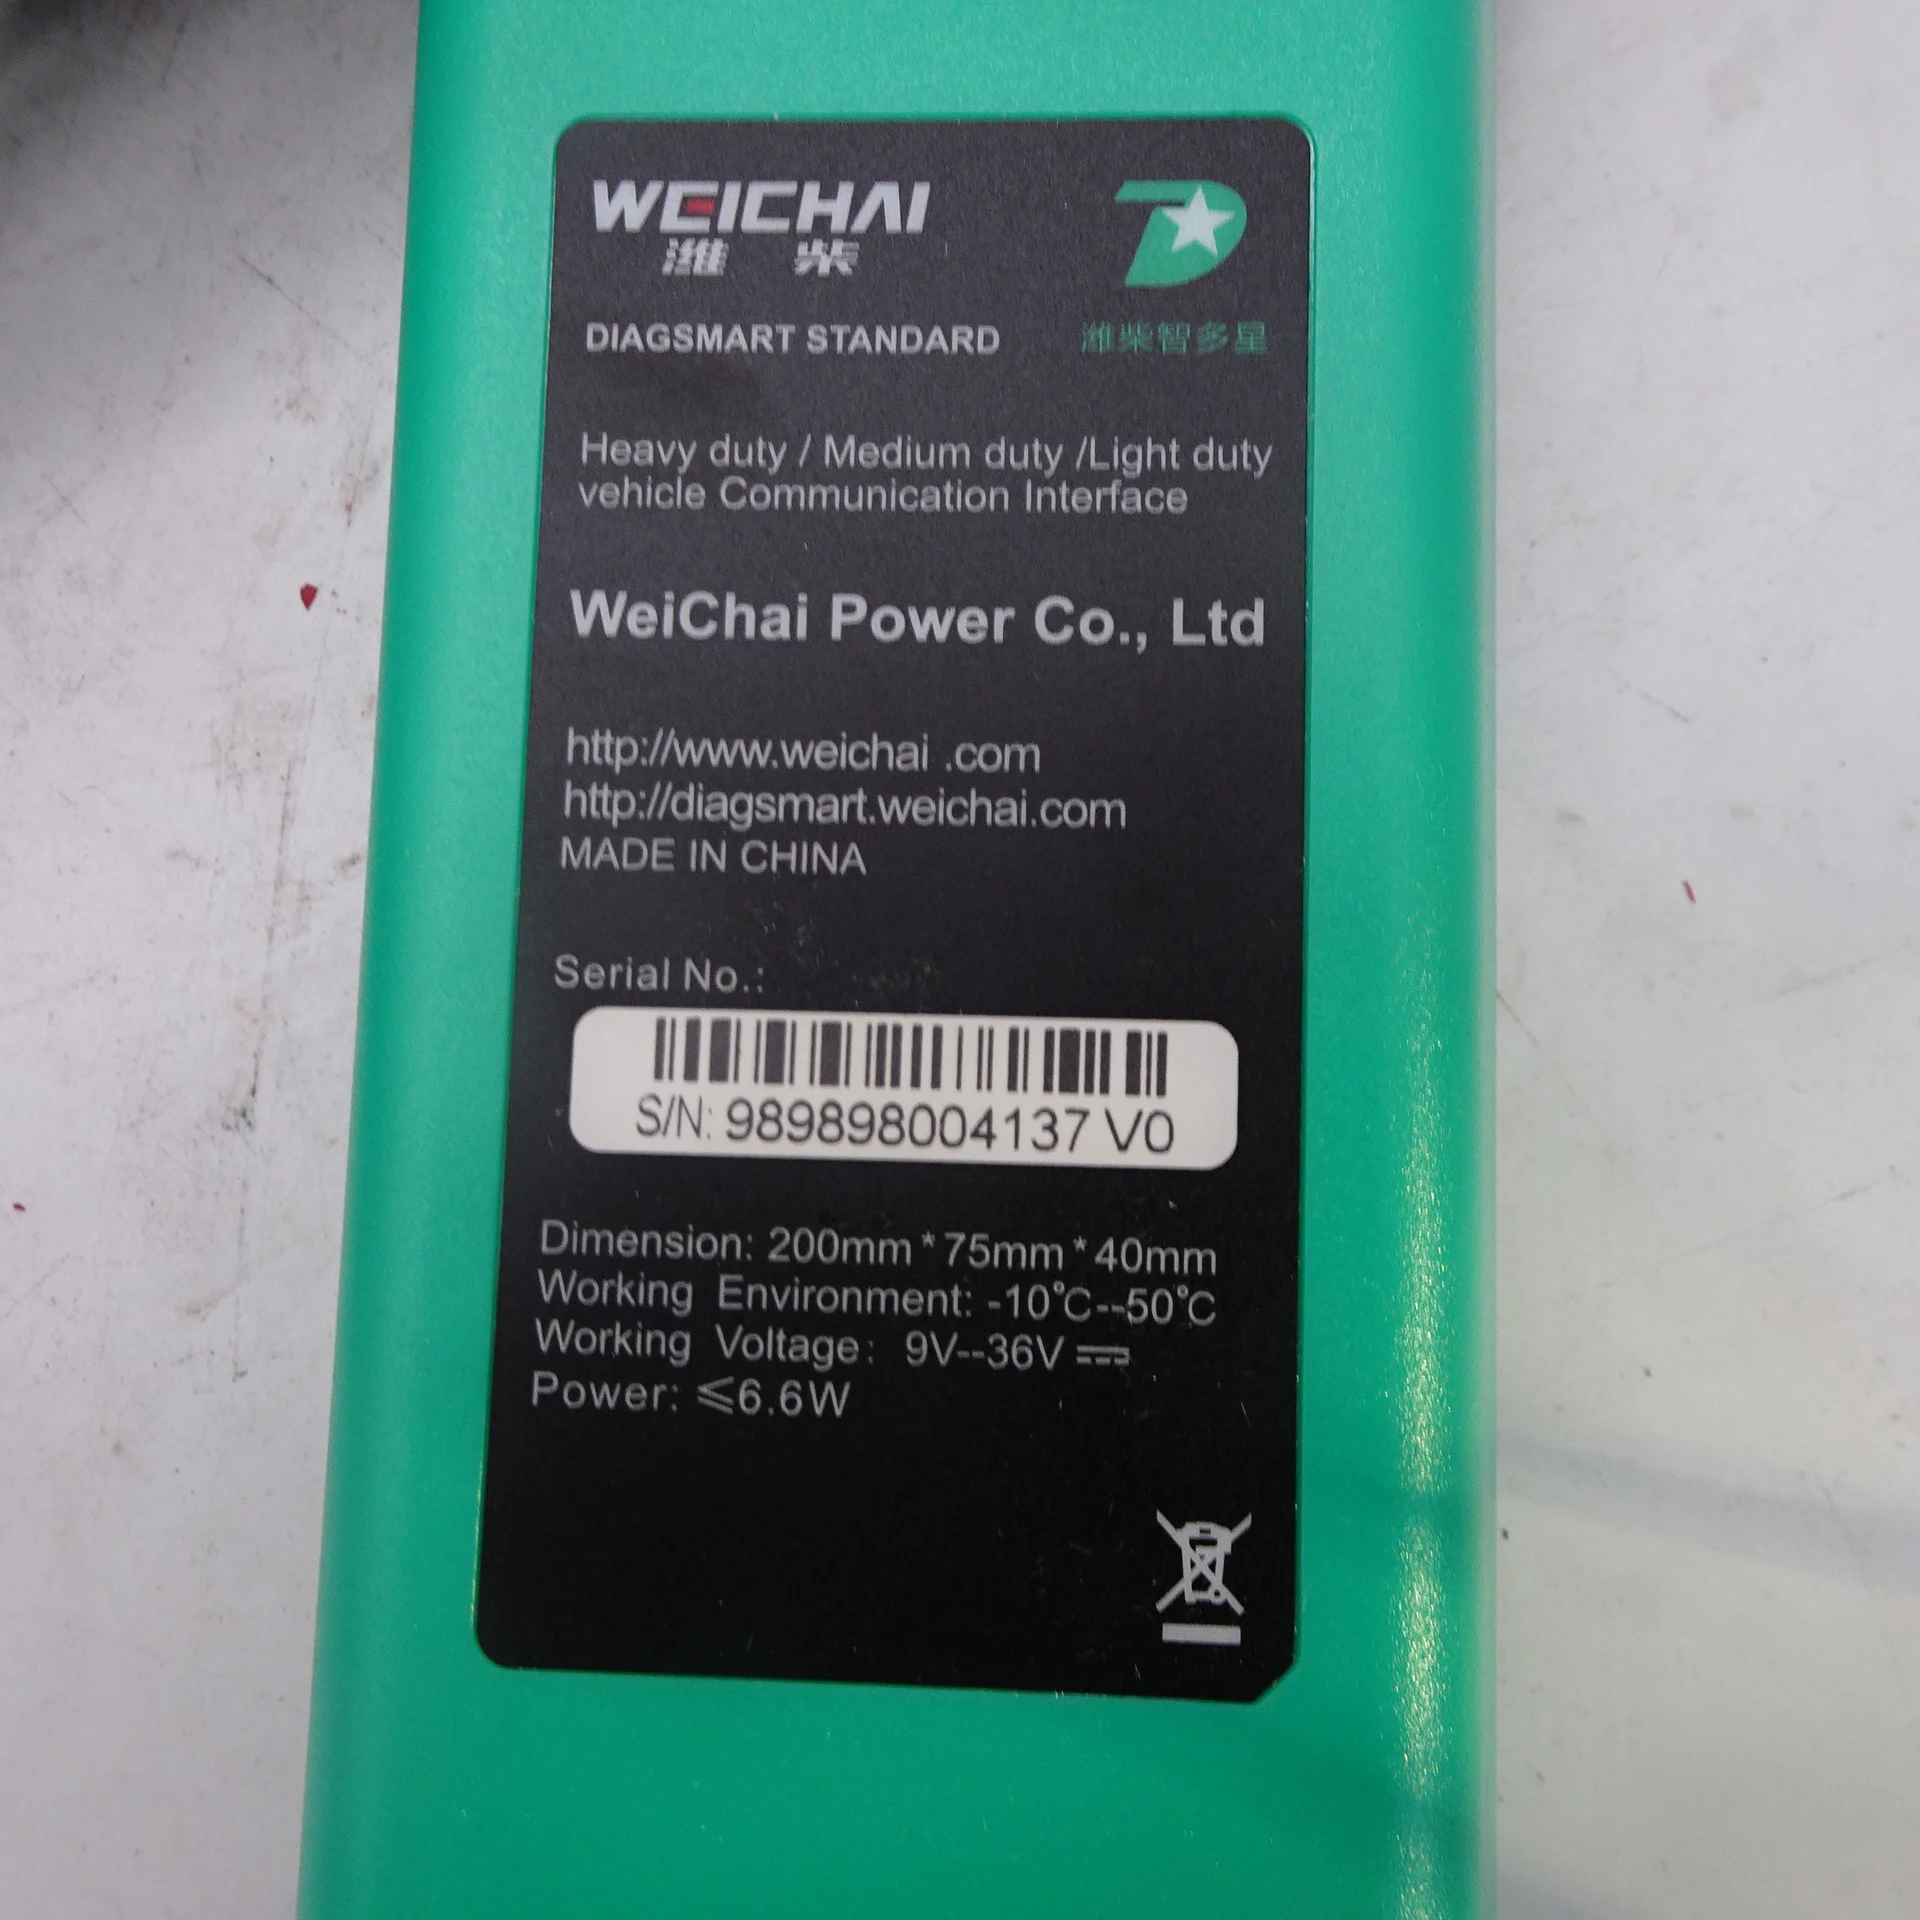 WEICHAI
潍 柴
DIAGSMART STANDARD
潍柴智多星
Heavy duty / Medium duty /Light duty
vehicle Communication Interface
WeiChai Power Co., Ltd
http://www.weichai .com
http://diagsmart.weichai.com
MADE IN CHINA
Serial No.:
S/N: 989898004137 V0
Dimension: 200mm*75mm*40mm
Working Environment: -10℃--50℃
Working Voltage: 9V--36V ⎓
Power: ≤6.6W